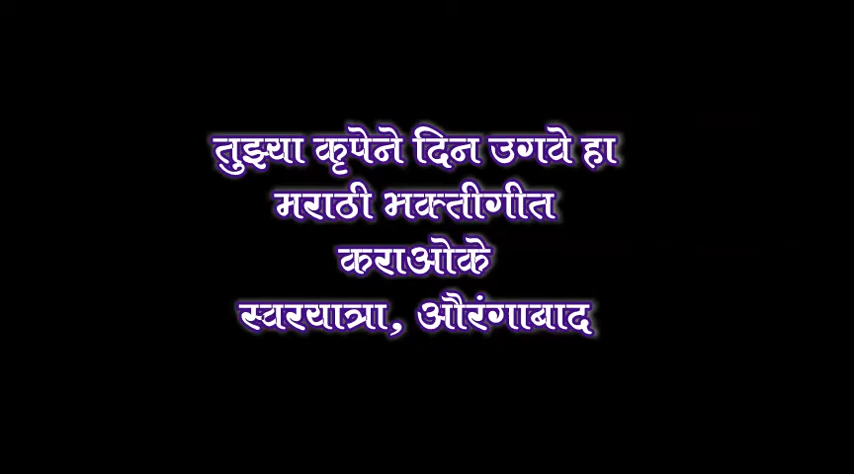 तुझ्या कृपेने दिन उगवे हा
मराठी भक्तीगीत
कराओके
स्वरयात्रा, औरंगाबाद